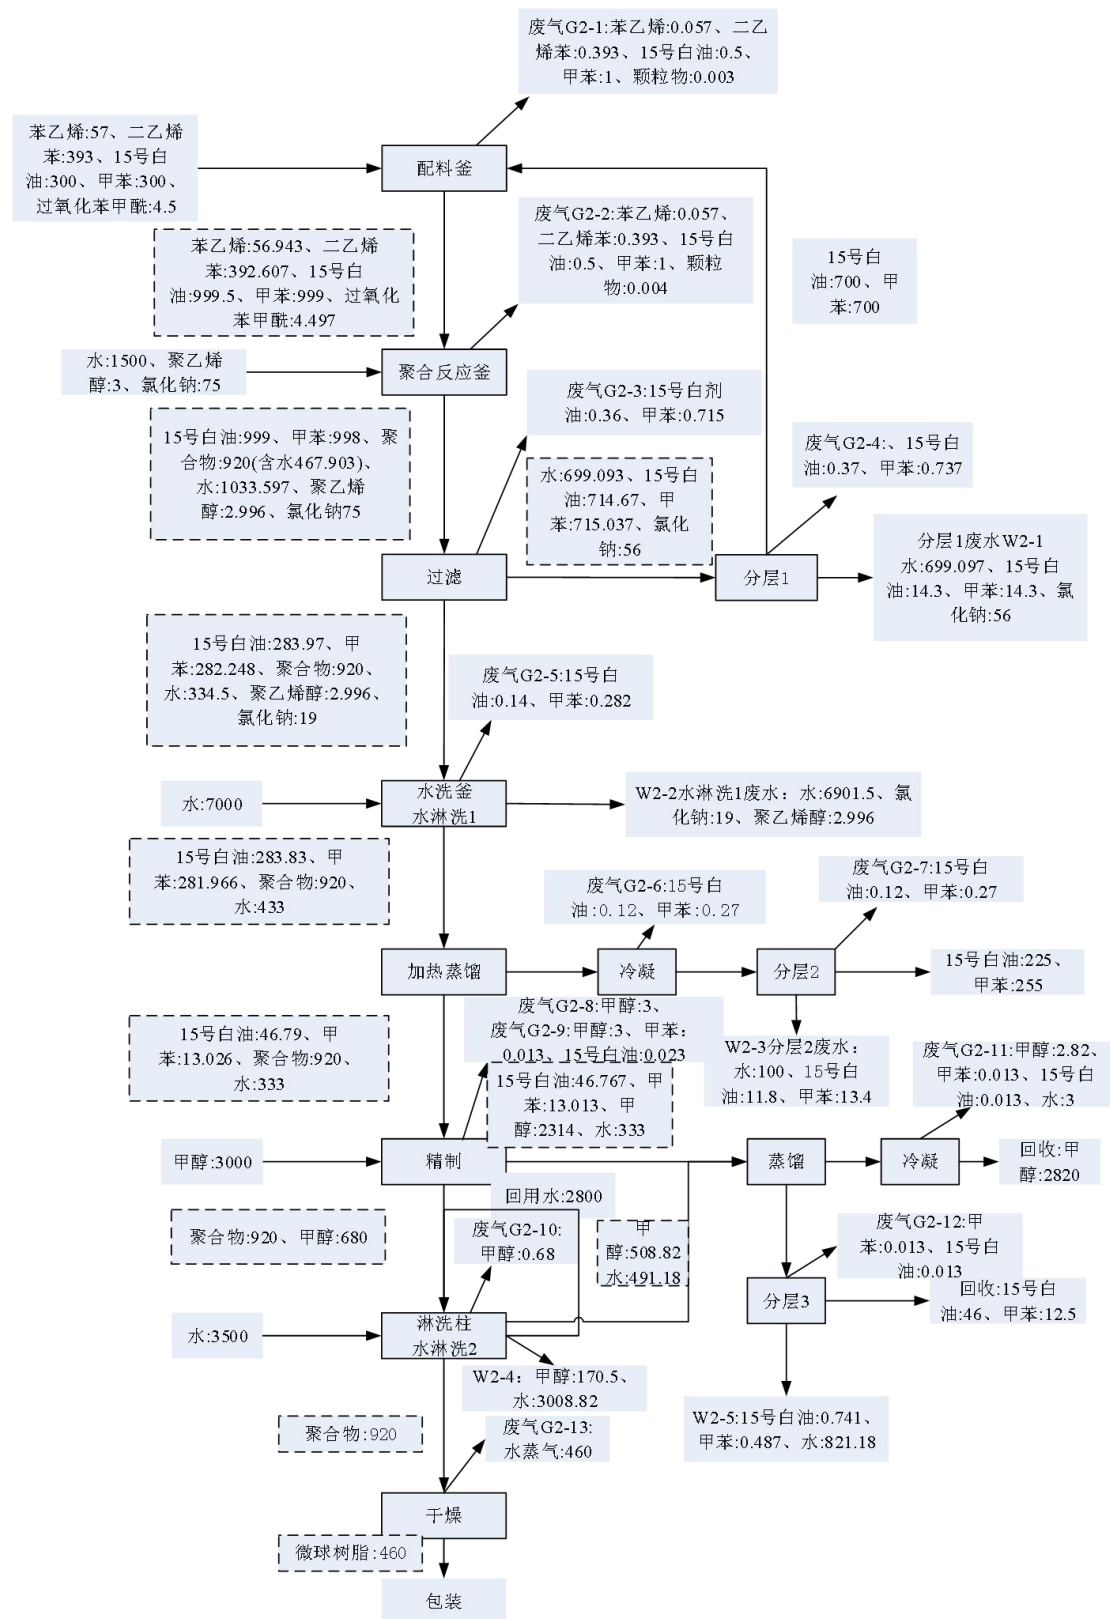 废气G2-1:苯乙烯:0.057、二乙
烯苯:0.393、15号白油:0.5、
甲苯:1、颗粒物:0.003
苯乙烯:57、二乙烯
苯:393、15号白
油:300、甲苯:300、
过氧化苯甲酰:4.5
配料釜
苯乙烯:56.943、二乙烯
苯:392.607、15号白
油:999.5、甲苯:999、过氧化
苯甲酰:4.497
废气G2-2:苯乙烯:0.057、
二乙烯苯:0.393、15号白
油:0.5、甲苯:1、颗粒
物:0.004
15号白
油:700、甲
苯:700
水:1500、聚乙烯
醇:3、氯化钠:75
聚合反应釜
废气G2-3:15号白剂
油:0.36、甲苯:0.715
15号白油:999、甲苯:998、聚
合物:920(含水467.903)、
水:1033.597、聚乙烯
醇:2.996、氯化钠75
水:699.093、15号白
油:714.67、甲
苯:715.037、氯化
钠:56
废气G2-4:、15号白
油:0.37、甲苯:0.737
过滤
分层1
分层1废水W2-1
水:699.097、15号白
油:14.3、甲苯:14.3、氯
化钠:56
15号白油:283.97、甲
苯:282.248、聚合物:920、
水:334.5、聚乙烯醇:2.996、
氯化钠:19
废气G2-5:15号白
油:0.14、甲苯:0.282
水:7000
水洗釜
水淋洗1
W2-2水淋洗1废水：水:6901.5、氯
化钠:19、聚乙烯醇:2.996
15号白油:283.83、甲
苯:281.966、聚合物:920、
水:433
废气G2-6:15号白
油:0.12、甲苯:0.27
废气G2-7:15号白
油:0.12、甲苯:0.27
加热蒸馏
冷凝
分层2
15号白油:225、
甲苯:255
15号白油:46.79、甲
苯:13.026、聚合物:920、
水:333
废气G2-8:甲醇:3、
废气G2-9:甲醇:3、甲苯：
0.013、15号白油:0.023
15号白油:46.767、甲
苯:13.013、甲
醇:2314、水:333
W2-3分层2废水：
水:100、15号白
油:11.8、甲苯:13.4
废气G2-11:甲醇:2.82、
甲苯:0.013、15号白
油:0.013、水:3
甲醇:3000
精制
蒸馏
冷凝
回收:甲
醇:2820
回用水:2800
聚合物:920、甲醇:680
废气G2-10:
甲醇:0.68
甲
醇:508.82
水:491.18
废气G2-12:甲
苯:0.013、15号白
油:0.013
分层3
回收:15号白
油:46、甲苯:12.5
水:3500
淋洗柱
水淋洗2
W2-4：甲醇:170.5、
水:3008.82
W2-5:15号白油:0.741、
甲苯:0.487、水:821.18
聚合物:920
废气G2-13:
水蒸气:460
干燥
微球树脂:460
包装